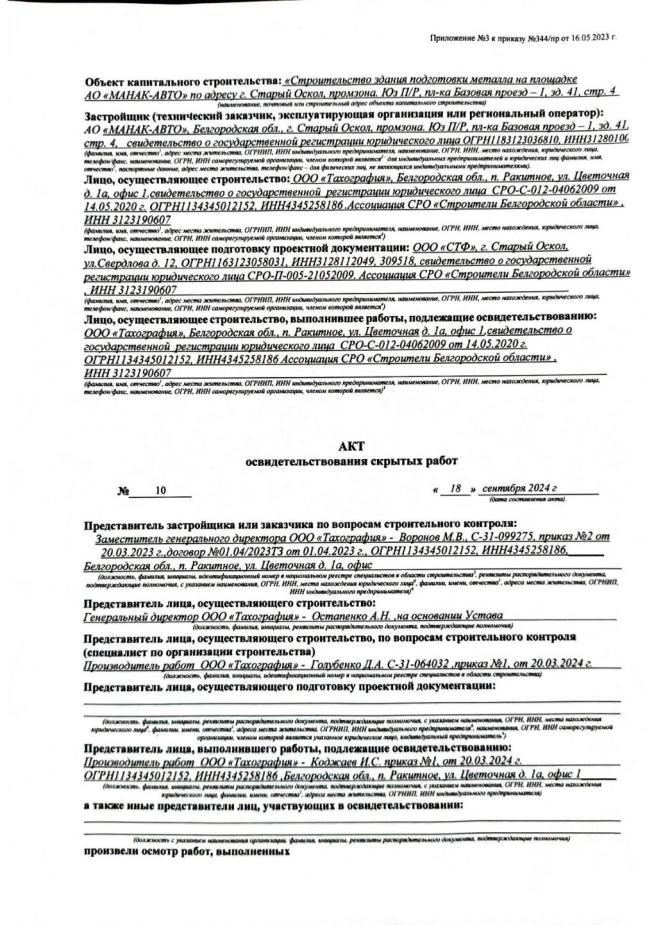 Приложение №3 к приказу №344/пр от 16.05.2023 г.
Объект капитального строительства: «Строительство здания подготовки металла на площадке
АО «МАНАК-АВТО» по адресу г. Старый Оскол, промзона. Юз П/Р, пл-ка Базовая проезд – 1, зд. 41, стр. 4
(наименование, почтовый или строительный адрес объекта капитального строительства)
Застройщик (технический заказчик, эксплуатирующая организация или региональный оператор):
АО «МАНАК-АВТО», Белгородская обл., г. Старый Оскол, промзона. Юз П/Р, пл-ка Базовая проезд – 1, зд. 41,
стр. 4, свидетельство о государственной регистрации юридического лица ОГРН1183123036810, ИНН3128010
(фамилия, имя, отчество¹, адрес места жительства, ОГРНИП, ИНН индивидуального предпринимателя, наименование, ОГРН, ИНН, место нахождения, юридического лица,
телефон/факс, наименование, ОГРН, ИНН саморегулируемой организации, членом которой является² для индивидуальных предпринимателей и юридических лиц; фамилия, имя,
отчество¹, паспортные данные, адрес места жительства, телефон/факс – для физических лиц, не являющихся индивидуальными предпринимателями).
Лицо, осуществляющее строительство: ООО «Тахография», Белгородская обл., п. Ракитное, ул. Цветочная
д. 1а, офис 1,свидетельство о государственной регистрации юридического лица СРО-С-012-04062009 от
14.05.2020 г. ОГРН1134345012152, ИНН4345258186 ,Ассоциация СРО «Строители Белгородской области» ,
ИНН 3123190607
(фамилия, имя, отчество¹, адрес места жительства, ОГРНИП, ИНН индивидуального предпринимателя, наименование, ОГРН, ИНН, место нахождения, юридического лица,
телефон/факс, наименование, ОГРН, ИНН саморегулируемой организации, членом которой является³)
Лицо, осуществляющее подготовку проектной документации: ООО «СТФ», г. Старый Оскол,
ул.Свердлова д. 12, ОГРН1163123058031, ИНН3128112049, 309518, свидетельство о государственной
регистрации юридического лица СРО-П-005-21052009, Ассоциация СРО «Строители Белгородской области»
, ИНН 3123190607
(фамилия, имя, отчество¹, адрес места жительства, ОГРНИП, ИНН индивидуального предпринимателя, наименование, ОГРН, ИНН, место нахождения, юридического лица,
телефон/факс, наименование, ОГРН, ИНН саморегулируемой организации, членом которой является³)
Лицо, осуществляющее строительство, выполнившее работы, подлежащие освидетельствованию:
ООО «Тахография», Белгородская обл., п. Ракитное, ул. Цветочная д. 1а, офис 1,свидетельство о
государственной регистрации юридического лица СРО-С-012-04062009 от 14.05.2020 г.
ОГРН1134345012152, ИНН4345258186 Ассоциация СРО «Строители Белгородской области» ,
ИНН 3123190607
(фамилия, имя, отчество¹, адрес места жительства, ОГРНИП, ИНН индивидуального предпринимателя, наименование, ОГРН, ИНН, место нахождения, юридического лица,
телефон/факс, наименование, ОГРН, ИНН саморегулируемой организации, членом которой является)⁴
АКТ
освидетельствования скрытых работ
№ 10 « 18 » сентября 2024 г
(дата составления акта)
Представитель застройщика или заказчика по вопросам строительного контроля:
Заместитель генерального директора ООО «Тахография» - Воронов М.В., С-31-099275, приказ №2 от
20.03.2023 г.,договор №01.04/2023ТЗ от 01.04.2023 г., ОГРН1134345012152, ИНН4345258186,
Белгородская обл., п. Ракитное, ул. Цветочная д. 1а, офис
(должность, фамилия, инициалы, идентификационный номер в национальном реестре специалистов в области строительства⁵, реквизиты распорядительного документа,
подтверждающие полномочия, с указанием наименования, ОГРН, ИНН, места нахождения юридического лица⁶, фамилии, имени, отчества¹, адреса места жительства, ОГРНИП,
ИНН индивидуального предпринимателя)⁶
Представитель лица, осуществляющего строительство:
Генеральный директор ООО «Тахография» - Остапенко А.Н. ,на основании Устава
(должность, фамилия, инициалы, реквизиты распорядительного документа, подтверждающие полномочия)
Представитель лица, осуществляющего строительство, по вопросам строительного контроля
(специалист по организации строительства)
Производитель работ ООО «Тахография» - Голубенко Д.А. С-31-064032 ,приказ №1, от 20.03.2024 г.
(должность, фамилия, инициалы, идентификационный номер в национальном реестре специалистов в области строительства)
Представитель лица, осуществляющего подготовку проектной документации:
(должность, фамилия, инициалы, реквизиты распорядительного документа, подтверждающие полномочия, с указанием наименования, ОГРН, ИНН, места нахождения
юридического лица⁶, фамилии, имени, отчества¹, адреса места жительства, ОГРНИП, ИНН индивидуального предпринимателя⁶, наименования, ОГРН, ИНН саморегулируемой
организации, членом которой является указанное юридическое лицо, индивидуальный предприниматель⁷)
Представитель лица, выполнившего работы, подлежащие освидетельствованию:
Производитель работ ООО «Тахография» - Коджаев И.С. приказ №1, от 20.03.2024 г.
ОГРН1134345012152, ИНН4345258186 ,Белгородская обл., п. Ракитное, ул. Цветочная д. 1а, офис 1
(должность, фамилия, инициалы, реквизиты распорядительного документа, подтверждающие полномочия, с указанием наименования, ОГРН, ИНН, места нахождения
юридического лица, фамилии, имени, отчества¹, адреса места жительства, ОГРНИП, ИНН индивидуального предпринимателя)
а также иные представители лиц, участвующих в освидетельствовании:
(должность с указанием наименования организации, фамилия, инициалы, реквизиты распорядительного документа, подтверждающие полномочия)
произвели осмотр работ, выполненных